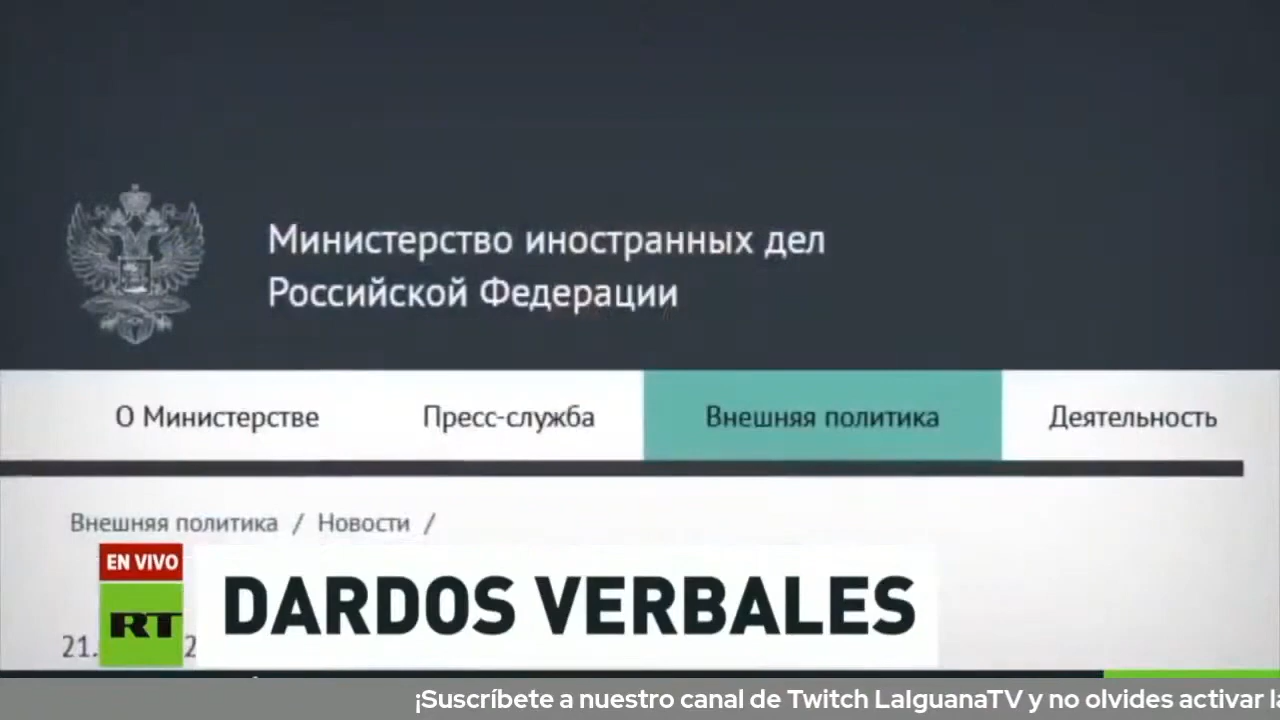 Министерство иностранных дел
Российской Федерации
О Министерстве
Пресс-служба
Внешняя политика
Деятельность
Внешняя политика / Новости /
EN VIVO
RT
DARDOS VERBALES
21.
¡Suscríbete a nuestro canal de Twitch LaIguanaTV y no olvides activar